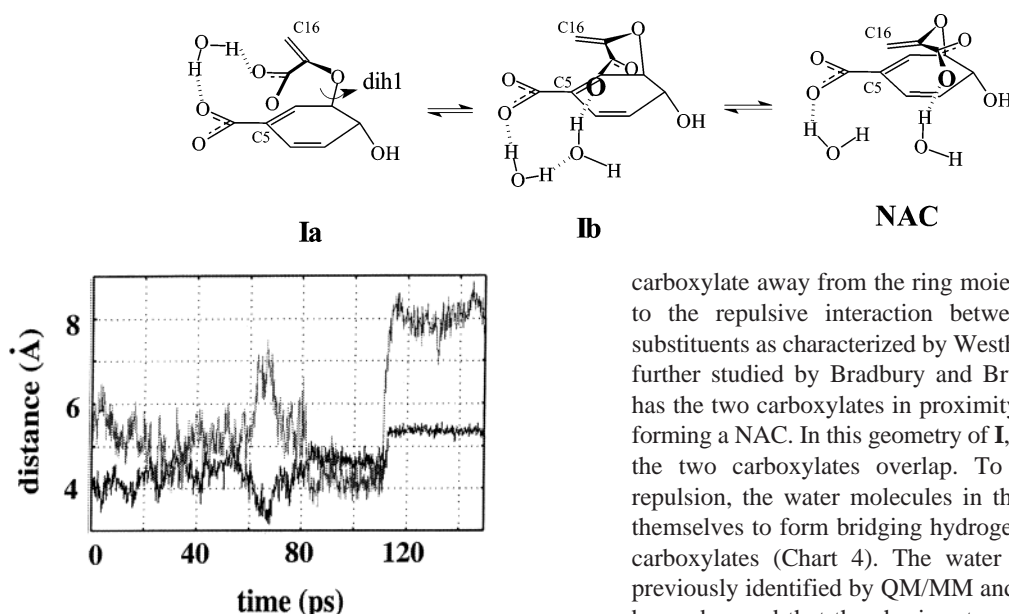 C16
H
O
H
O
O
O
dih1
O
O
C5
OH
Ia
C16
O
O
C5
O
O
O
H
OH
H
O
H
O
H
H
Ib
C16
O
O
O
C5
O
O
OH
H
O
H
H
O
H
NAC
distance (Å)
8
6
4
0
40
80
120
time (ps)
carboxylate away from the ring moie
to the repulsive interaction betwe
substituents as characterized by Westh
further studied by Bradbury and Br
has the two carboxylates in proximity
forming a NAC. In this geometry of I,
the two carboxylates overlap. To
repulsion, the water molecules in th
themselves to form bridging hydroge
carboxylates (Chart 4). The water
previously identified by QM/MM and